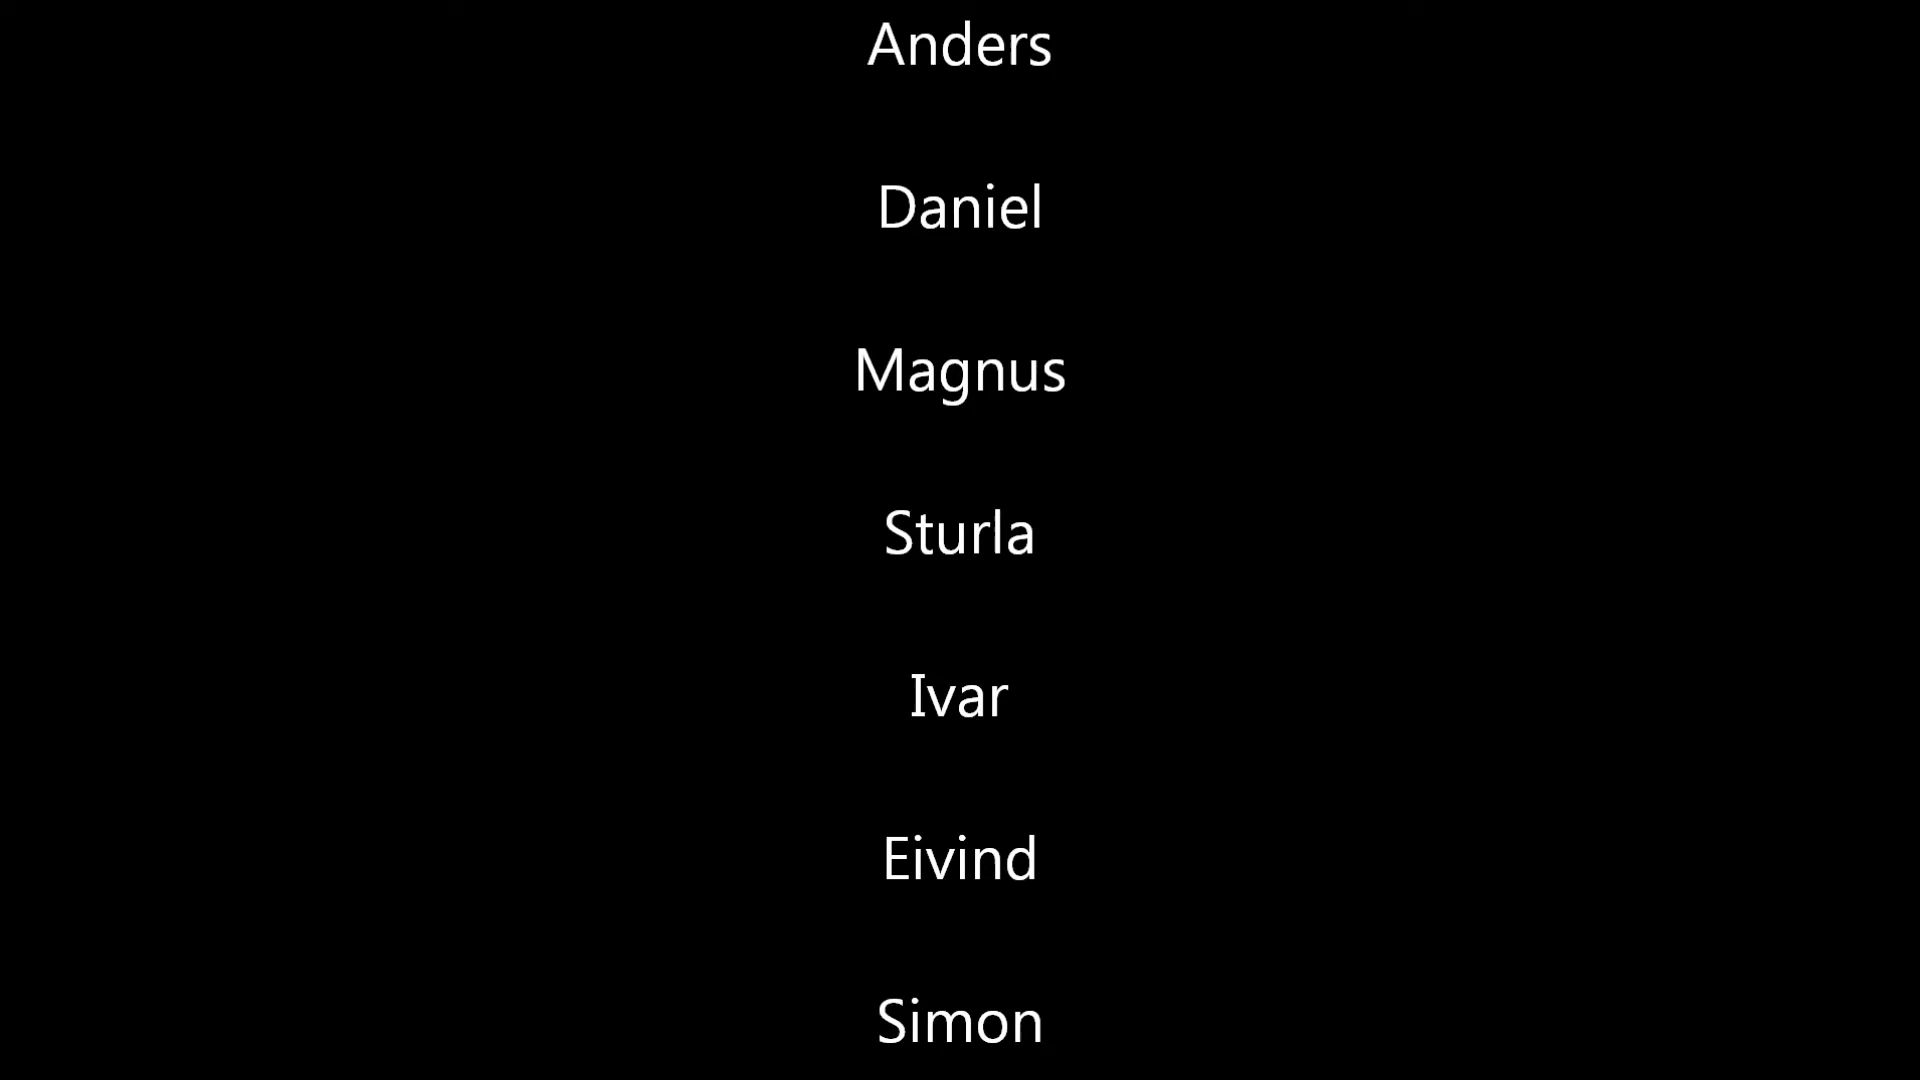 Anders
Daniel
Magnus
Sturla
Ivar
Eivind
Simon